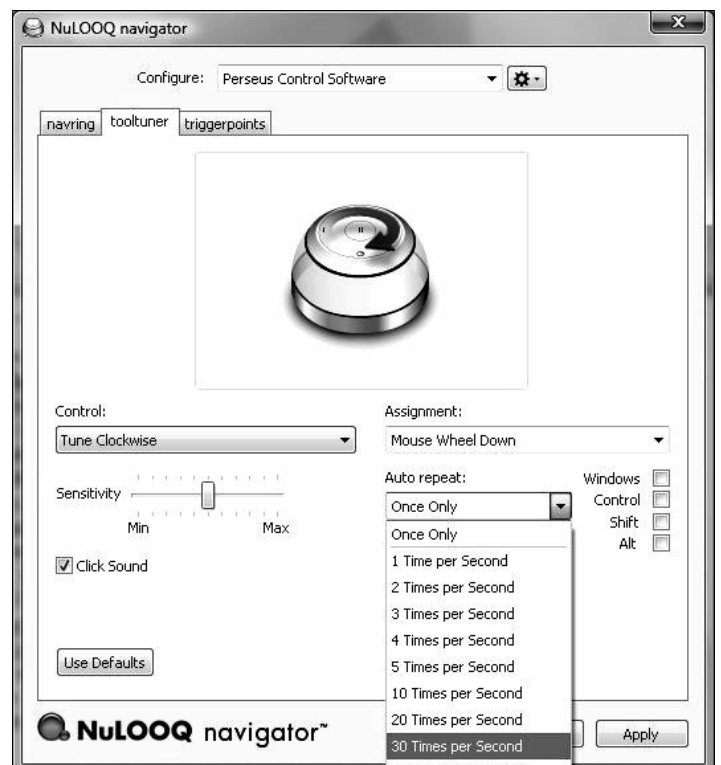 NuLOOQ navigator
X
Configure: Perseus Control Software
navring tooltuner triggerpoints
I II
Control:
Tune Clockwise
Sensitivity
Min Max
Click Sound
Use Defaults
Assignment:
Mouse Wheel Down
Auto repeat:
Once Only
Once Only
1 Time per Second
2 Times per Second
3 Times per Second
4 Times per Second
5 Times per Second
10 Times per Second
20 Times per Second
30 Times per Second
Windows
Control
Shift
Alt
NuLOOQ navigator™
Apply